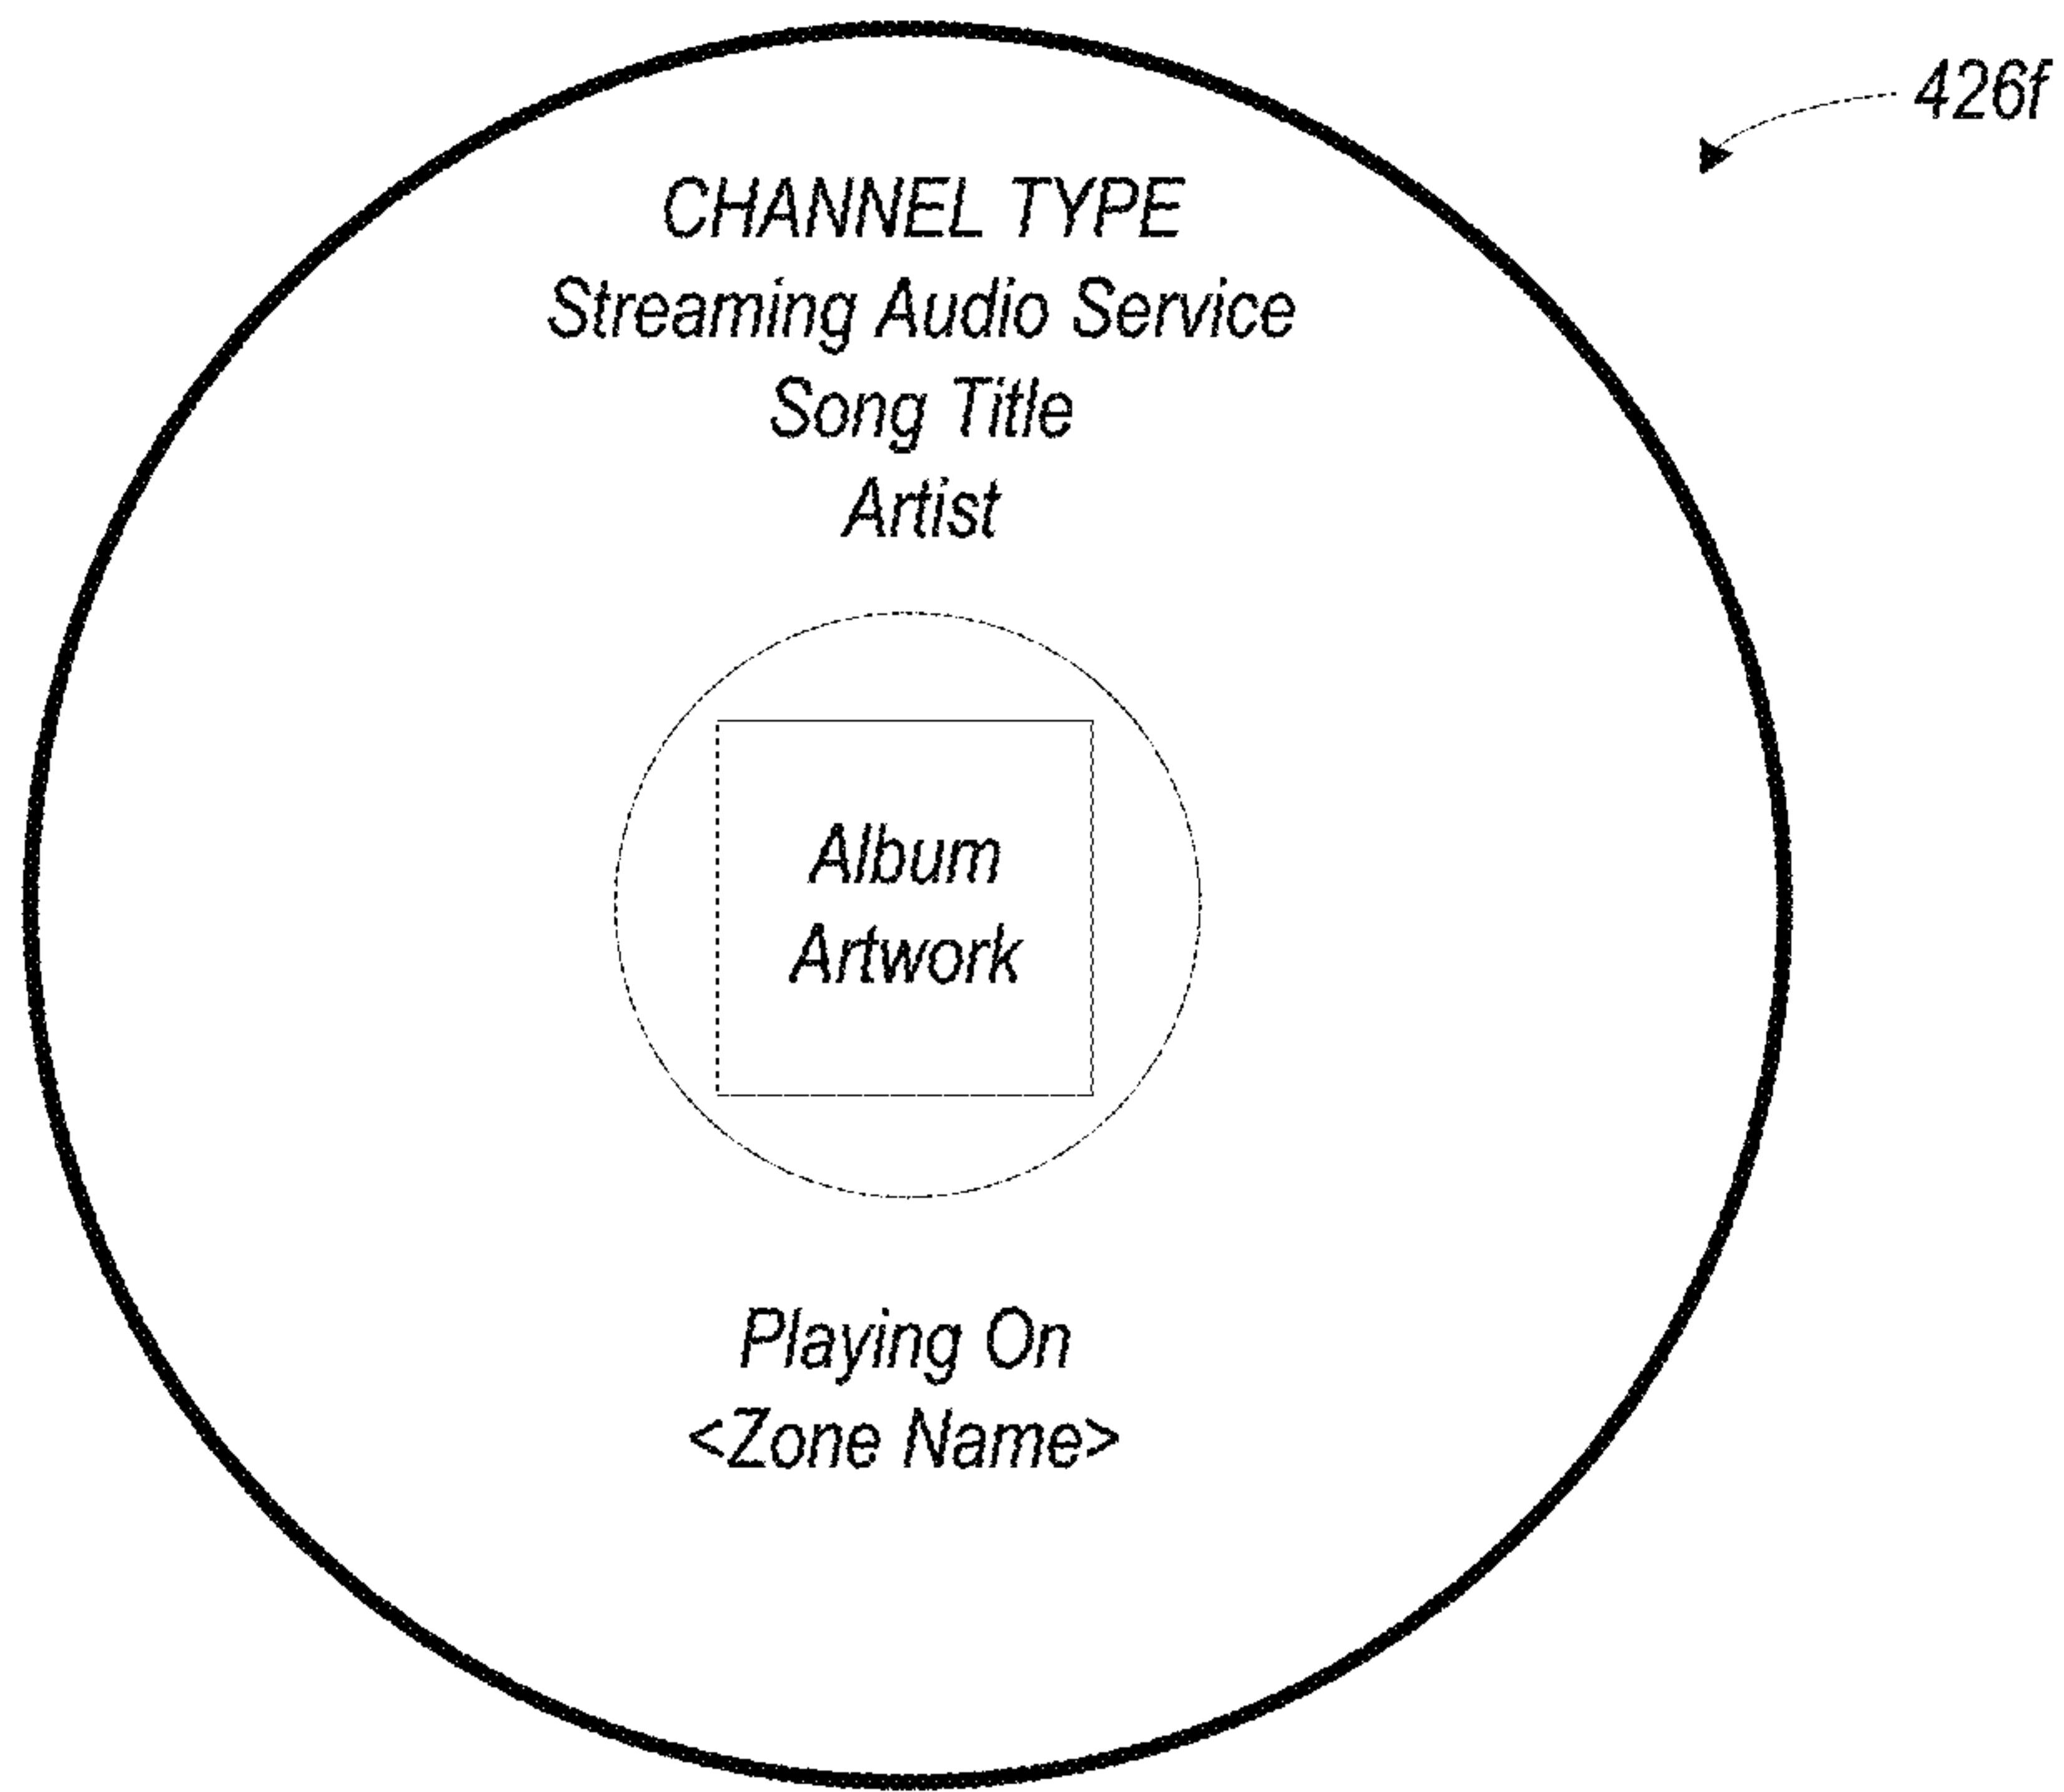 426f
CHANNEL TYPE
Streaming Audio Service
Song Title
Artist
Album
Artwork
Playing On
<Zone Name>